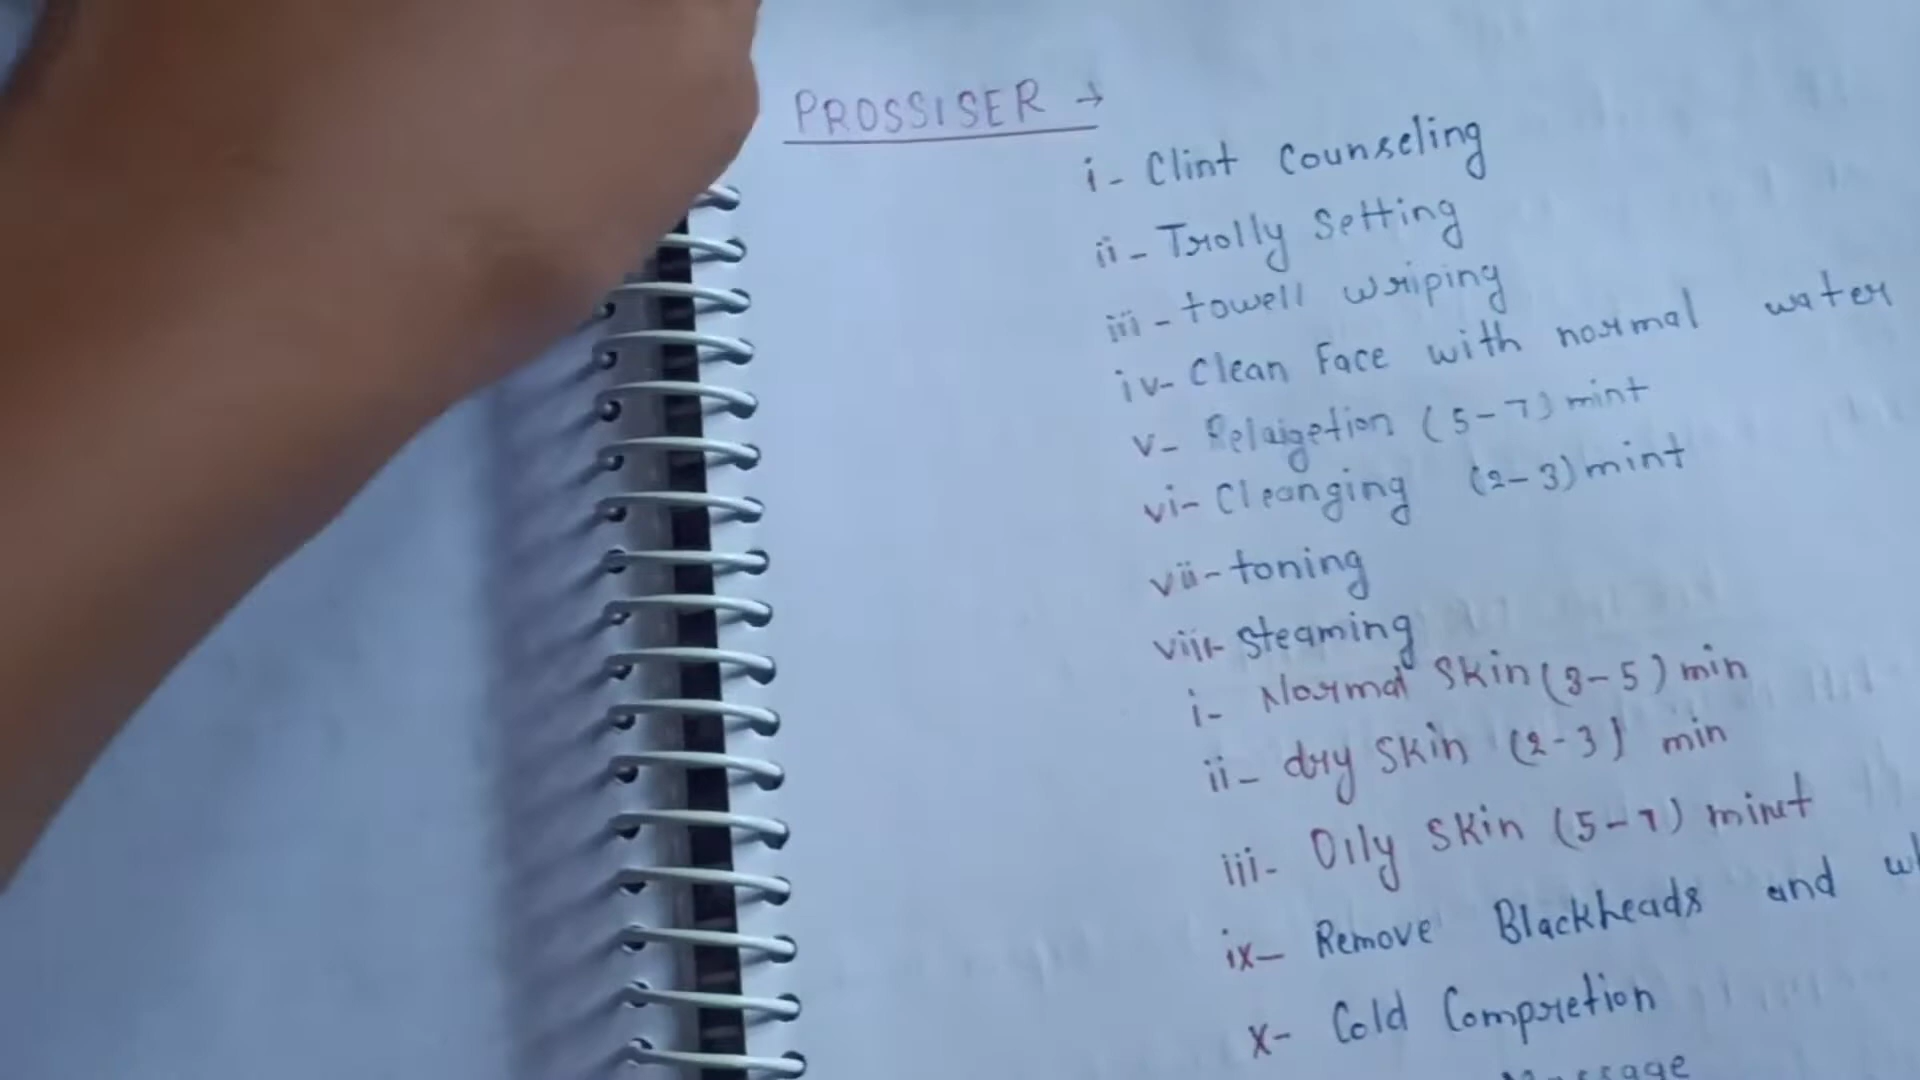 PROSSISER →
i- Clint Counseling
ii- Trolly Setting
iii- towell wriping
iv- Clean Face with normal water
v- Relaigetion (5-7) mint
vi- Cleanging (2-3) mint
vii- toning
viii- Steaming
i- Normal Skin (3-5) min
ii- dry Skin (2-3) min
iii- Oily Skin (5-7) mint
ix- Remove Blackheads and
x- Cold Compretion